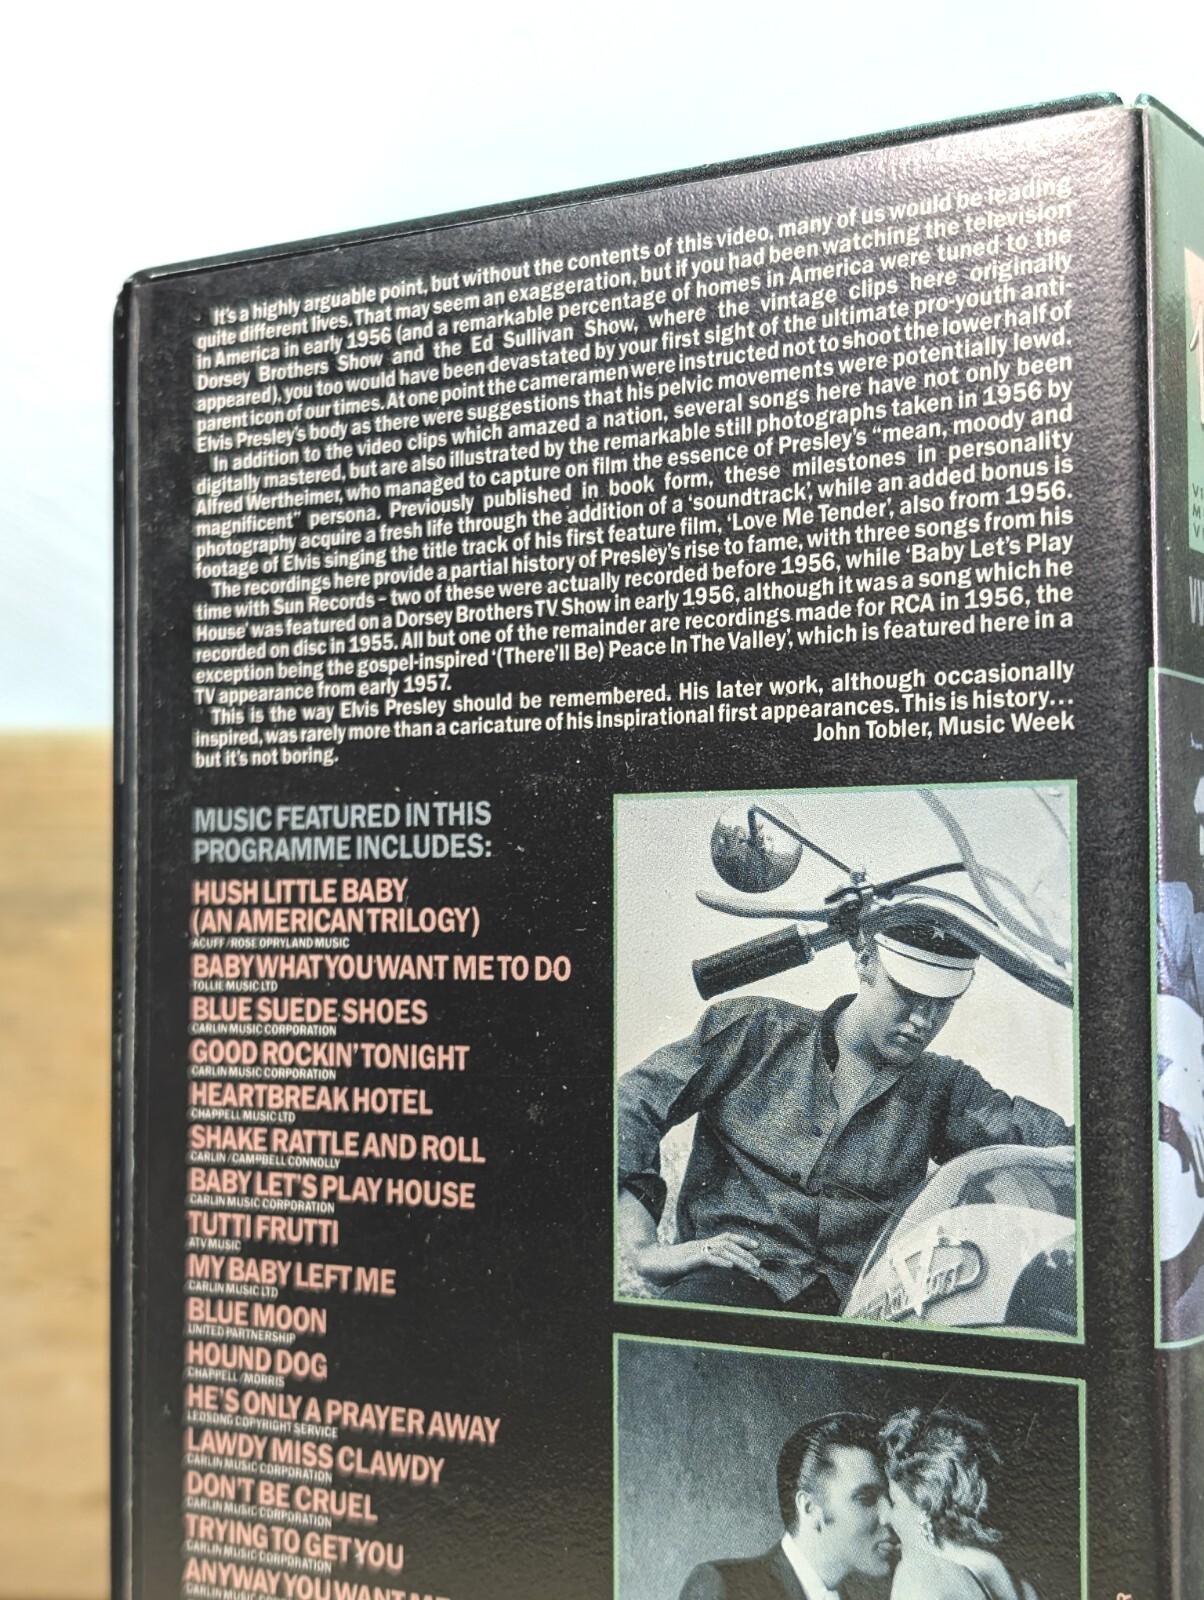 It's a highly arguable point, but without the contents of this video, many of us would be leading
quite different lives. That may seem an exaggeration, but if you had been watching the television
in America in early 1956 (and a remarkable percentage of homes in America were tuned to the
Dorsey Brothers Show and the Ed Sullivan Show, where the vintage clips here originally
appeared), you too would have been devastated by your first sight of the ultimate pro-youth anti-
parent icon of our times. At one point the cameramen were instructed not to shoot the lower half of
Elvis Presley's body as there were suggestions that his pelvic movements were potentially lewd.
In addition to the video clips which amazed a nation, several songs here have not only been
digitally mastered, but are also illustrated by the remarkable still photographs taken in 1956 by
Alfred Wertheimer, who managed to capture on film the essence of Presley's "mean, moody and
magnificent" persona. Previously published in book form, these milestones in personality
photography acquire a fresh life through the addition of a 'soundtrack', while an added bonus is
footage of Elvis singing the title track of his first feature film, 'Love Me Tender', also from 1956.
The recordings here provide a partial history of Presley's rise to fame, with three songs from his
time with Sun Records – two of these were actually recorded before 1956, while 'Baby Let's Play
House' was featured on a Dorsey Brothers TV Show in early 1956, although it was a song which he
recorded on disc in 1955. All but one of the remainder are recordings made for RCA in 1956, the
exception being the gospel-inspired '(There'll Be) Peace In The Valley', which is featured here in a
TV appearance from early 1957.
This is the way Elvis Presley should be remembered. His later work, although occasionally
inspired, was rarely more than a caricature of his inspirational first appearances. This is history...
but it's not boring.
John Tobler, Music Week
MUSIC FEATURED IN THIS
PROGRAMME INCLUDES:
HUSH LITTLE BABY
(AN AMERICAN TRILOGY)
ACUFF/ROSE OPRYLAND MUSIC
BABY WHAT YOU WANT ME TO DO
TOLLIE MUSIC LTD
BLUE SUEDE SHOES
CARLIN MUSIC CORPORATION
GOOD ROCKIN' TONIGHT
CARLIN MUSIC CORPORATION
HEARTBREAK HOTEL
CHAPPELL MUSIC LTD
SHAKE RATTLE AND ROLL
CARLIN/CAMPBELL CONNOLLY
BABY LET'S PLAY HOUSE
CARLIN MUSIC CORPORATION
TUTTI FRUTTI
ATV MUSIC
MY BABY LEFT ME
CARLIN MUSIC LTD
BLUE MOON
UNITED PARTNERSHIP
HOUND DOG
CHAPPELL/MORRIS
HE'S ONLY A PRAYER AWAY
LEOSONG COPYRIGHT SERVICE
LAWDY MISS CLAWDY
CARLIN MUSIC CORPORATION
DON'T BE CRUEL
CARLIN MUSIC CORPORATION
TRYING TO GET YOU
CARLIN MUSIC CORPORATION
ANYWAY YOU WANT ME
CARLIN MUSIC CORPORATION